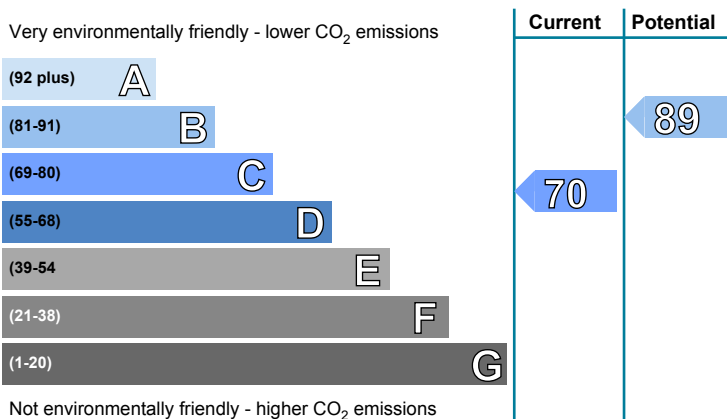 Current Potential
Very environmentally friendly - lower CO2 emissions
(92 plus) A
(81-91) B
89
(69-80) C
70
(55-68) D
(39-54 E
(21-38) F
(1-20) G
Not environmentally friendly - higher CO2 emissions